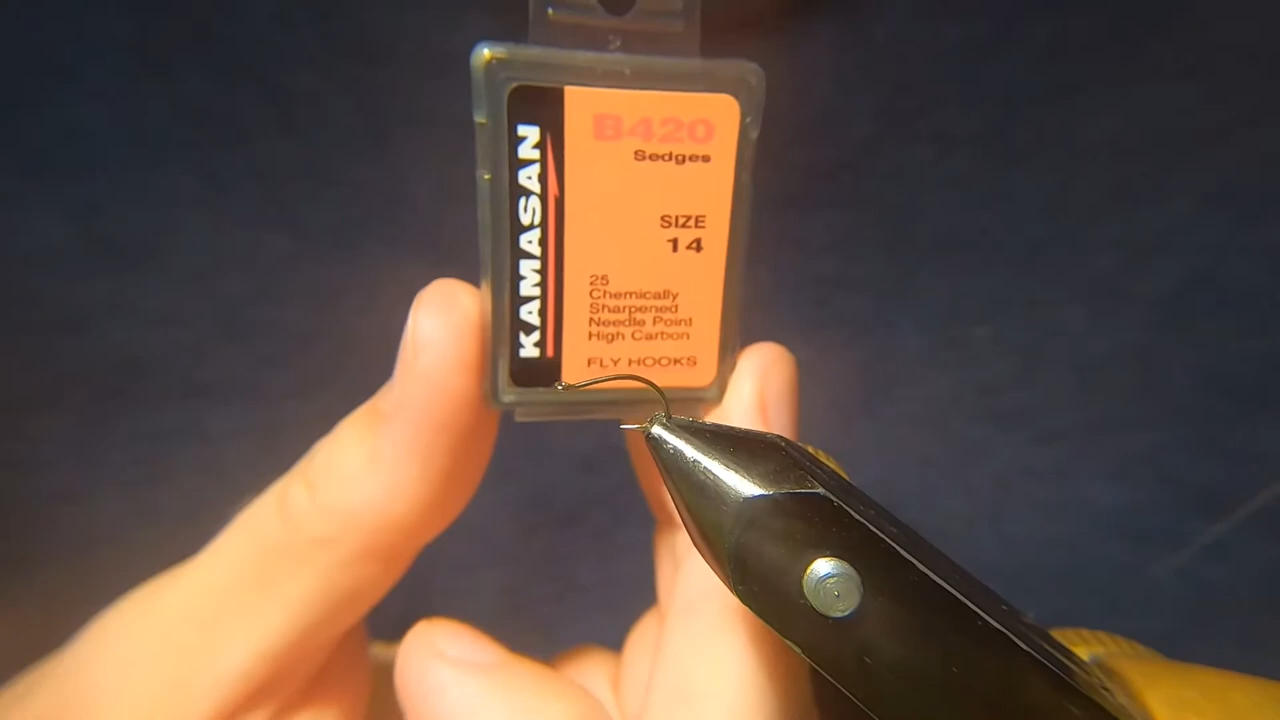 KAMASAN
B420
Sedges
SIZE
14
25
Chemically
Sharpened
Needle Point
High Carbon
FLY HOOKS